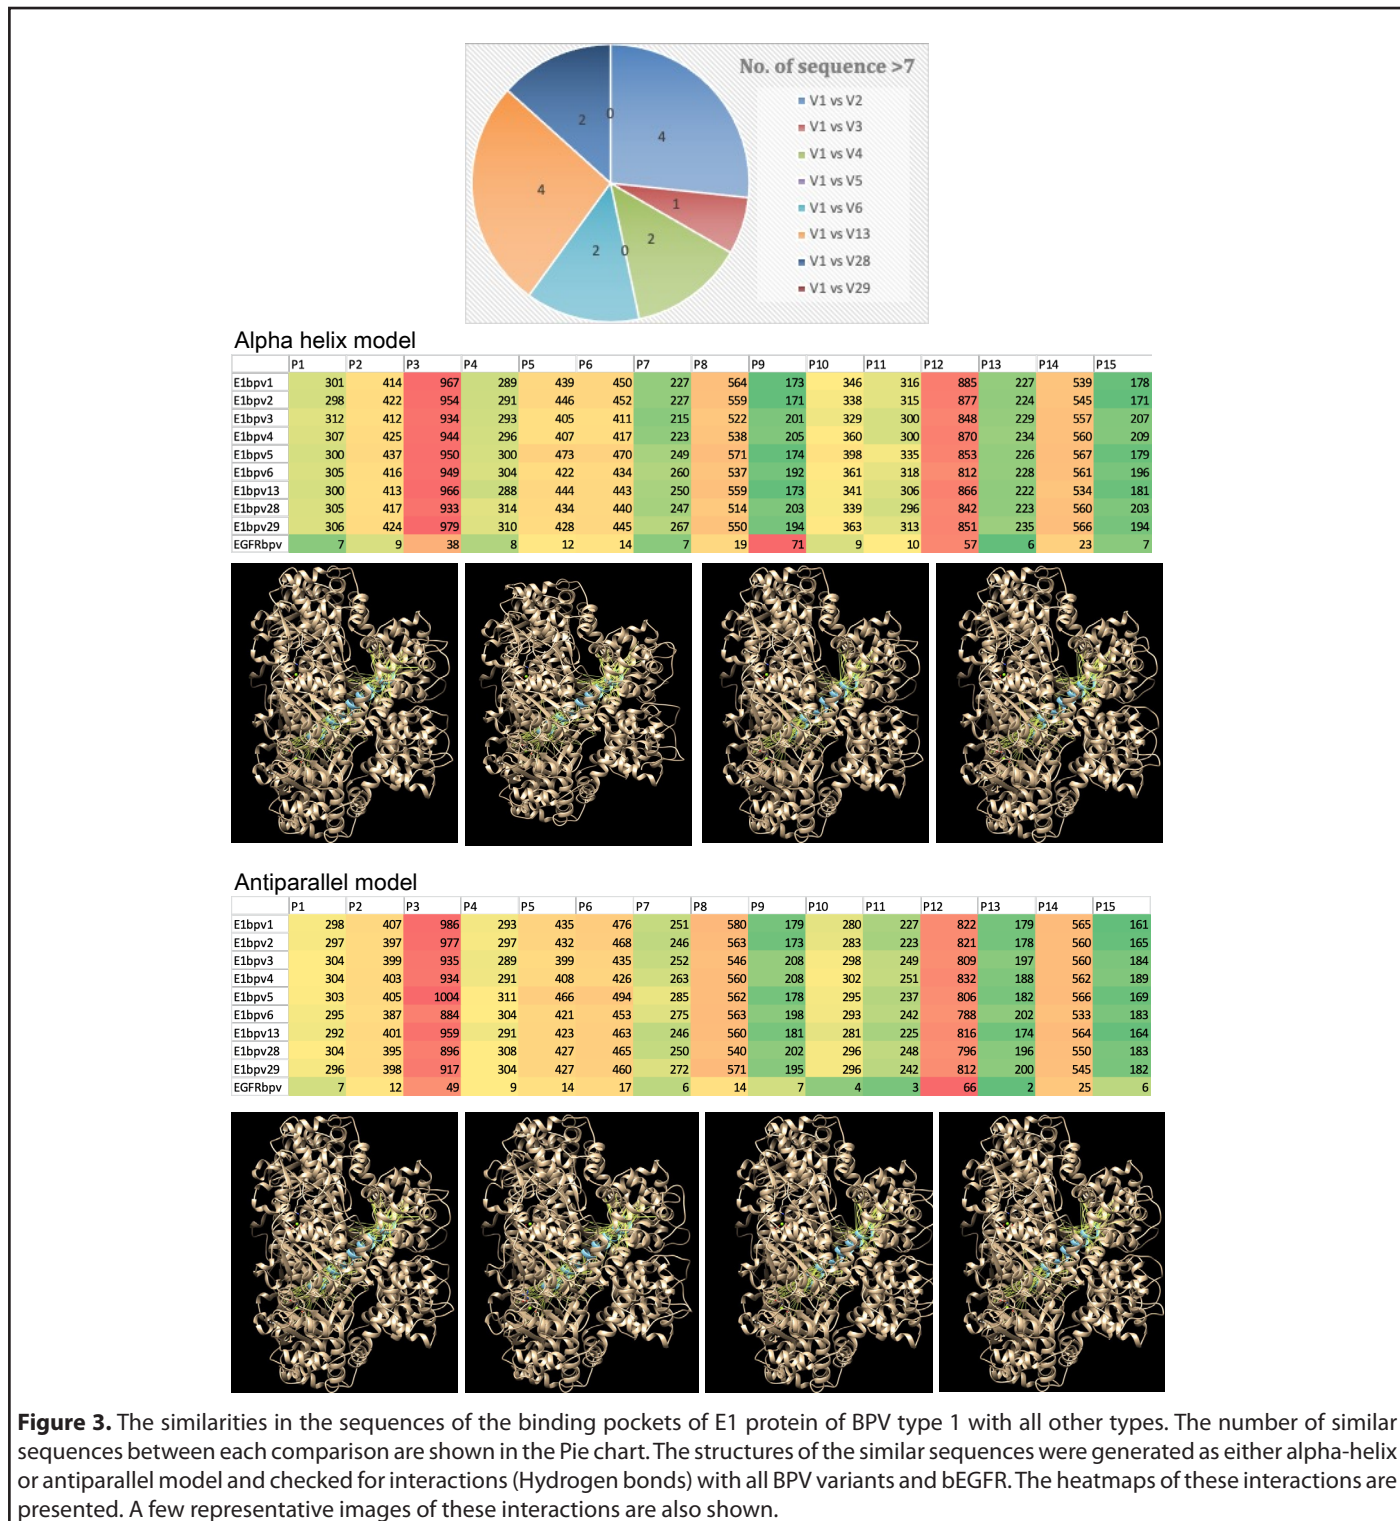 No. of sequence >7
V1 vs V2
V1 vs V3
V1 vs V4
V1 vs V5
V1 vs V6
V1 vs V13
V1 vs V28
V1 vs V29
2 0 4
4 1
2 0 2
Alpha helix model
P1 P2 P3 P4 P5 P6 P7 P8 P9 P10 P11 P12 P13 P14 P15
E1bpv1 301 414 967 289 439 450 227 564 173 346 316 885 227 539 178
E1bpv2 298 422 954 291 446 452 227 559 171 338 315 877 224 545 171
E1bpv3 312 412 934 293 405 411 215 522 201 329 300 848 229 557 207
E1bpv4 307 425 944 296 407 417 223 538 205 360 300 870 234 560 209
E1bpv5 300 437 950 300 473 470 249 571 174 398 335 853 226 567 179
E1bpv6 305 416 949 304 422 434 260 537 192 361 318 812 228 561 196
E1bpv13 300 413 966 288 444 443 250 559 173 341 306 866 222 534 181
E1bpv28 305 417 933 314 434 440 247 514 203 339 296 842 223 560 203
E1bpv29 306 424 979 310 428 445 267 550 194 363 313 851 235 566 194
EGFRbpv 7 9 38 8 12 14 7 19 71 9 10 57 6 23 7
Antiparallel model
P1 P2 P3 P4 P5 P6 P7 P8 P9 P10 P11 P12 P13 P14 P15
E1bpv1 298 407 986 293 435 476 251 580 179 280 227 822 179 565 161
E1bpv2 297 397 977 297 432 468 246 563 173 283 223 821 178 560 165
E1bpv3 304 399 935 289 399 435 252 546 208 298 249 809 197 560 184
E1bpv4 304 403 934 291 408 426 263 560 208 302 251 832 188 562 189
E1bpv5 303 405 1004 311 466 494 285 562 178 295 237 806 182 566 169
E1bpv6 295 387 884 304 421 453 275 563 198 293 242 788 202 533 183
E1bpv13 292 401 959 291 423 463 246 560 181 281 225 816 174 564 164
E1bpv28 304 395 896 308 427 465 250 540 202 296 248 796 196 550 183
E1bpv29 296 398 917 304 427 460 272 571 195 296 242 812 200 545 182
EGFRbpv 7 12 49 9 14 17 6 14 7 4 3 66 2 25 6
Figure 3. The similarities in the sequences of the binding pockets of E1 protein of BPV type 1 with all other types. The number of similar
sequences between each comparison are shown in the Pie chart. The structures of the similar sequences were generated as either alpha-helix
or antiparallel model and checked for interactions (Hydrogen bonds) with all BPV variants and bEGFR. The heatmaps of these interactions are
presented. A few representative images of these interactions are also shown.